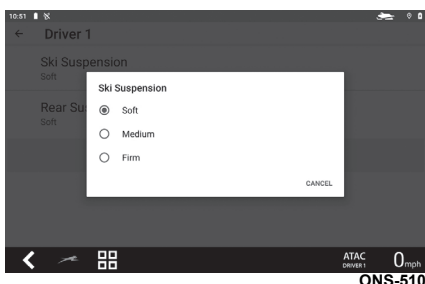 10:51
Driver 1
Ski Suspension
Soft
Rear Su
Soft
Ski Suspension
Soft
Medium
Firm
CANCEL
ATAC
DRIVER 1
0mph
QNS-510